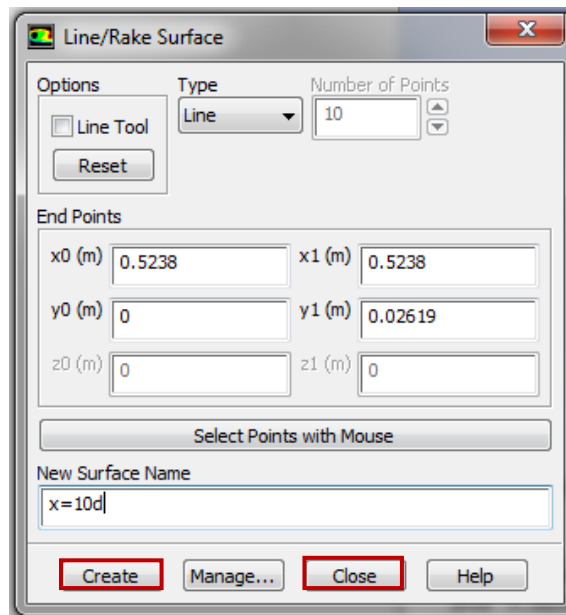 Line/Rake Surface
Options
Type
Number of Points
Line Tool
Line
10
Reset
End Points
x0 (m) 0.5238
x1 (m) 0.5238
y0 (m) 0
y1 (m) 0.02619
z0 (m) 0
z1 (m) 0
Select Points with Mouse
New Surface Name
x=10d
Create
Manage...
Close
Help